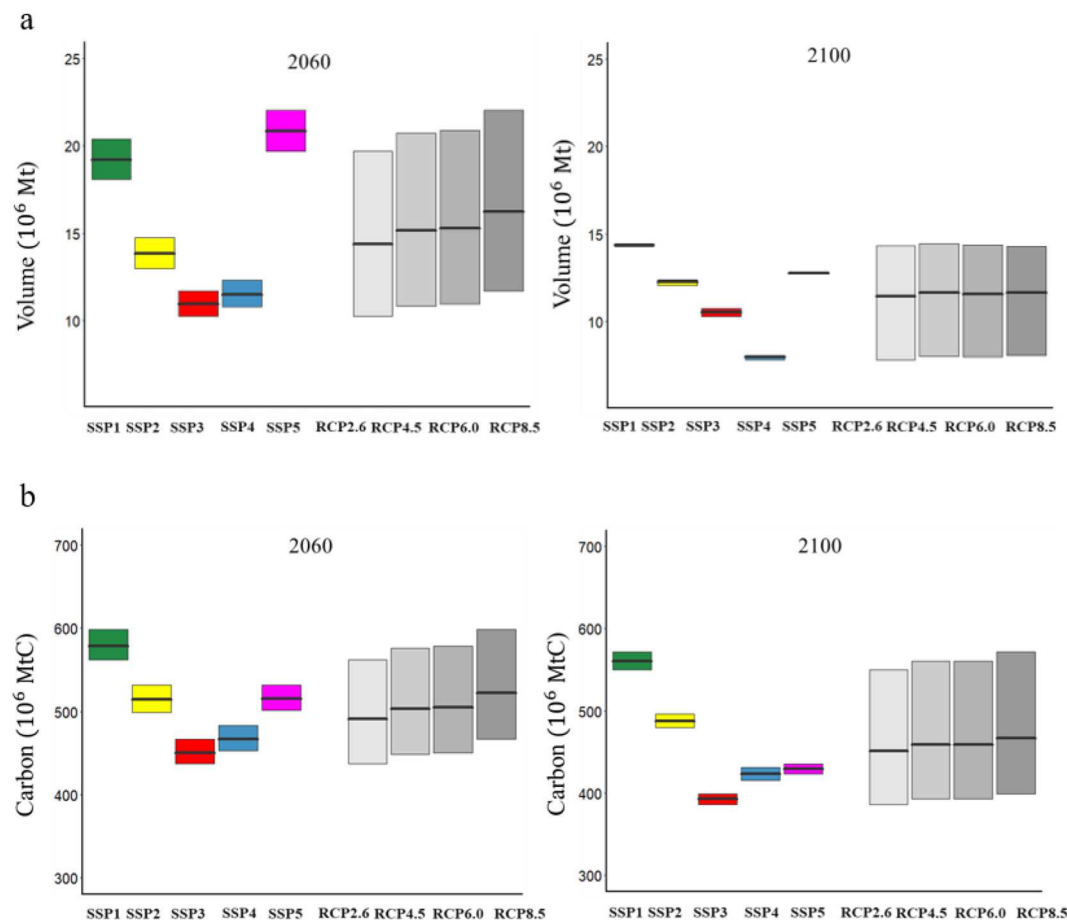 a
2060
25
20
15
10
Volume (10⁶ Mt)
SSP1 SSP2 SSP3 SSP4 SSP5 RCP2.6 RCP4.5 RCP6.0 RCP8.5
2100
25
20
15
10
Volume (10⁶ Mt)
SSP1 SSP2 SSP3 SSP4 SSP5 RCP2.6 RCP4.5 RCP6.0 RCP8.5
b
2060
700
600
500
400
300
Carbon (10⁶ MtC)
SSP1 SSP2 SSP3 SSP4 SSP5 RCP2.6 RCP4.5 RCP6.0 RCP8.5
2100
700
600
500
400
300
Carbon (10⁶ MtC)
SSP1 SSP2 SSP3 SSP4 SSP5 RCP2.6 RCP4.5 RCP6.0 RCP8.5